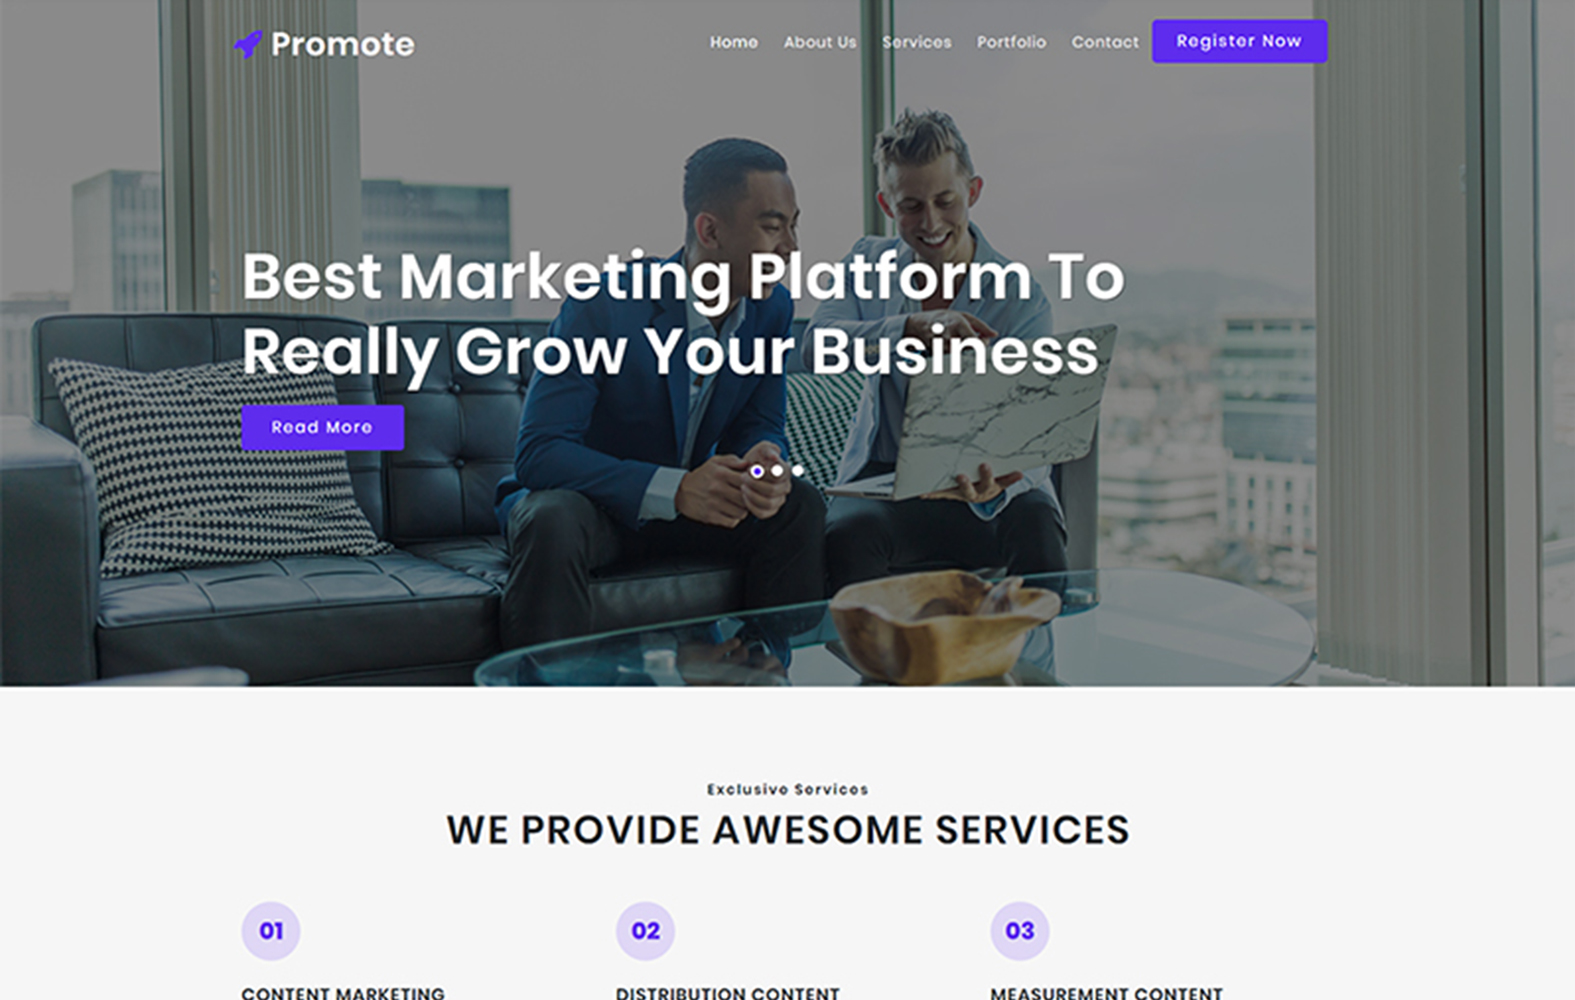 Promote
Home About Us Services Portfolio Contact Register Now
Best Marketing Platform To
Really Grow Your Business
Read More
Exclusive Services
WE PROVIDE AWESOME SERVICES
01 02 03
CONTENT MARKETING DISTRIBUTION CONTENT MEASUREMENT CONTENT